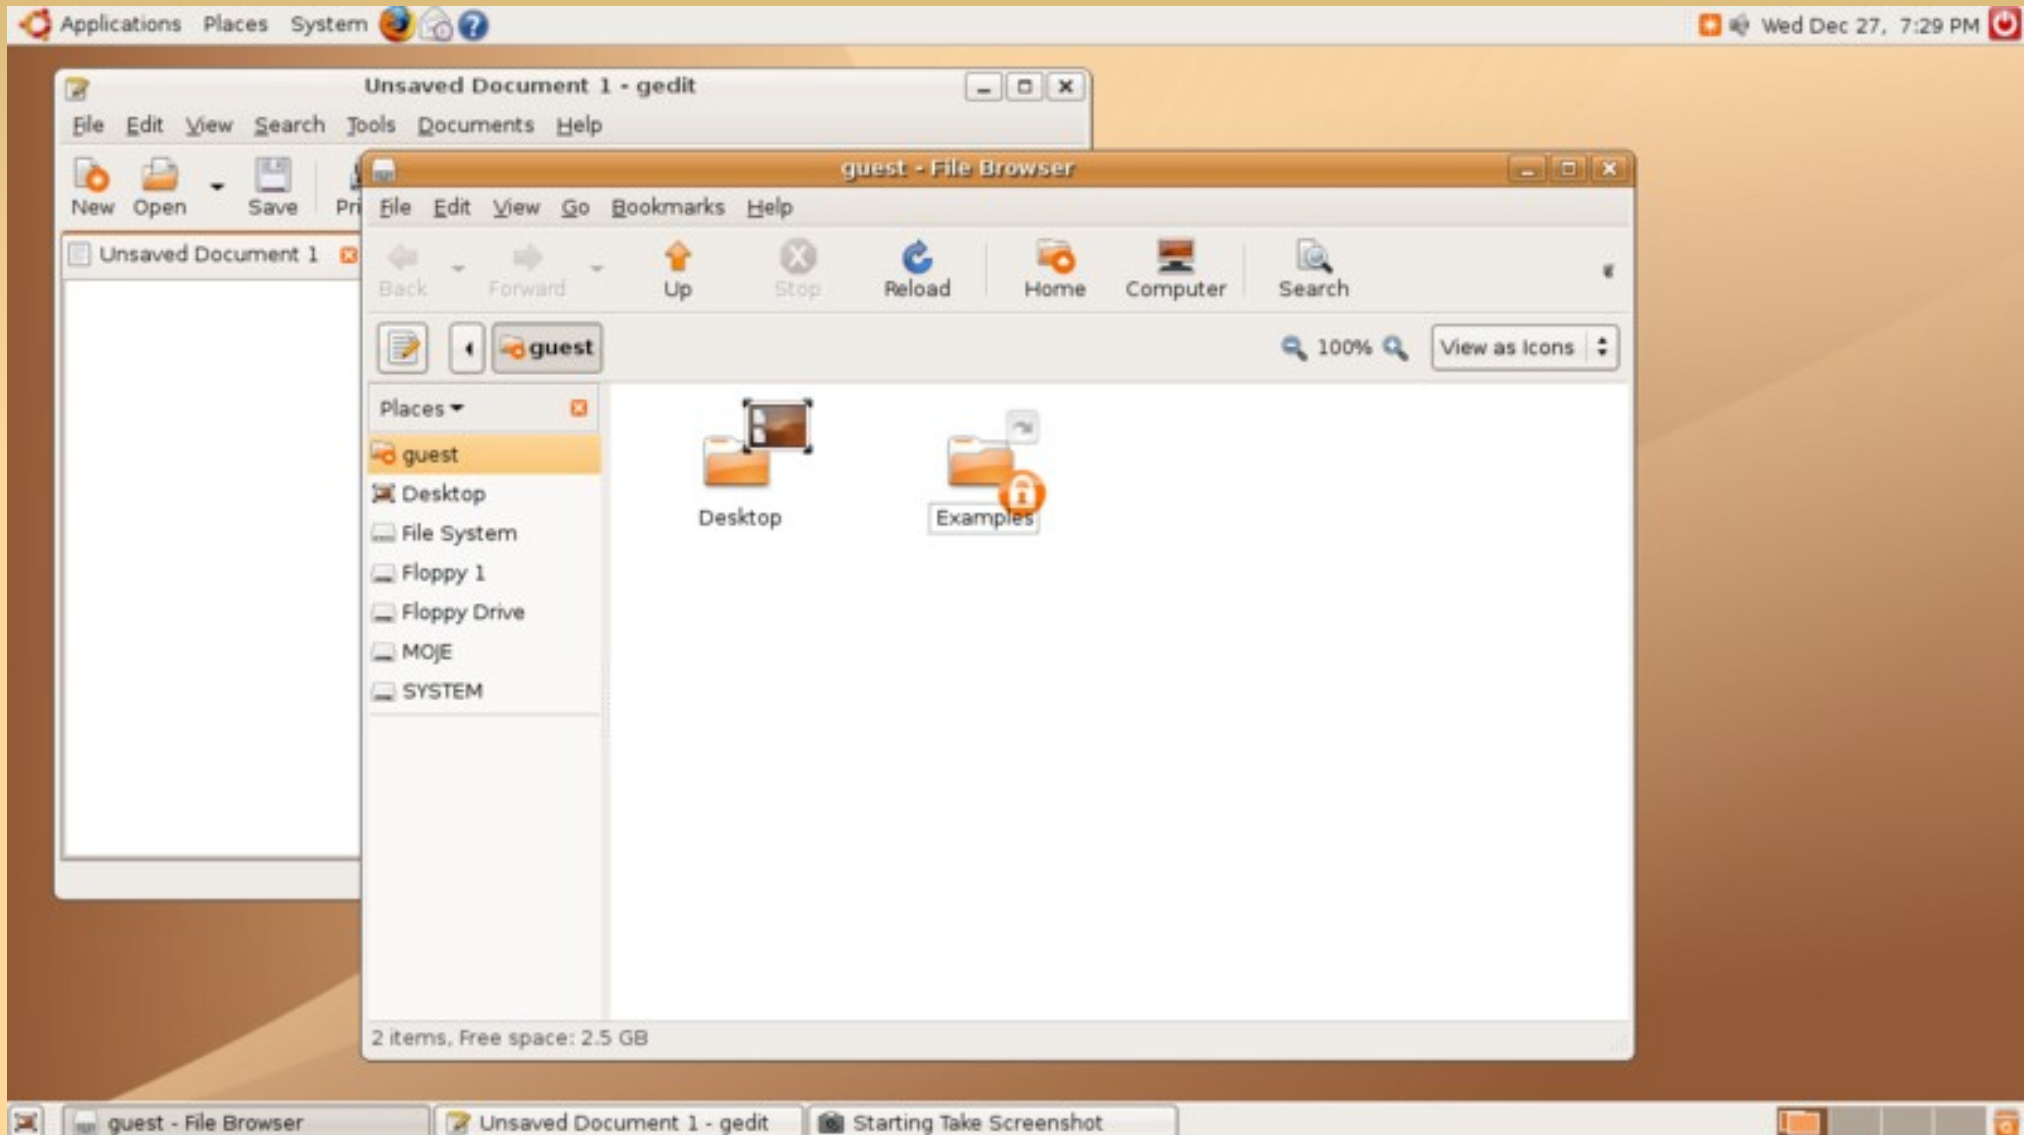 Applications Places System Wed Dec 27, 7:29 PM
Unsaved Document 1 - gedit
File Edit View Search Tools Documents Help
New Open Save Pri
Unsaved Document 1
guest - File Browser
File Edit View Go Bookmarks Help
Back Forward Up Stop Reload Home Computer Search
guest 100% View as Icons
Places
guest
Desktop
File System
Floppy 1
Floppy Drive
MOJE
SYSTEM
Desktop Examples
2 items, Free space: 2.5 GB
guest - File Browser Unsaved Document 1 - gedit Starting Take Screenshot